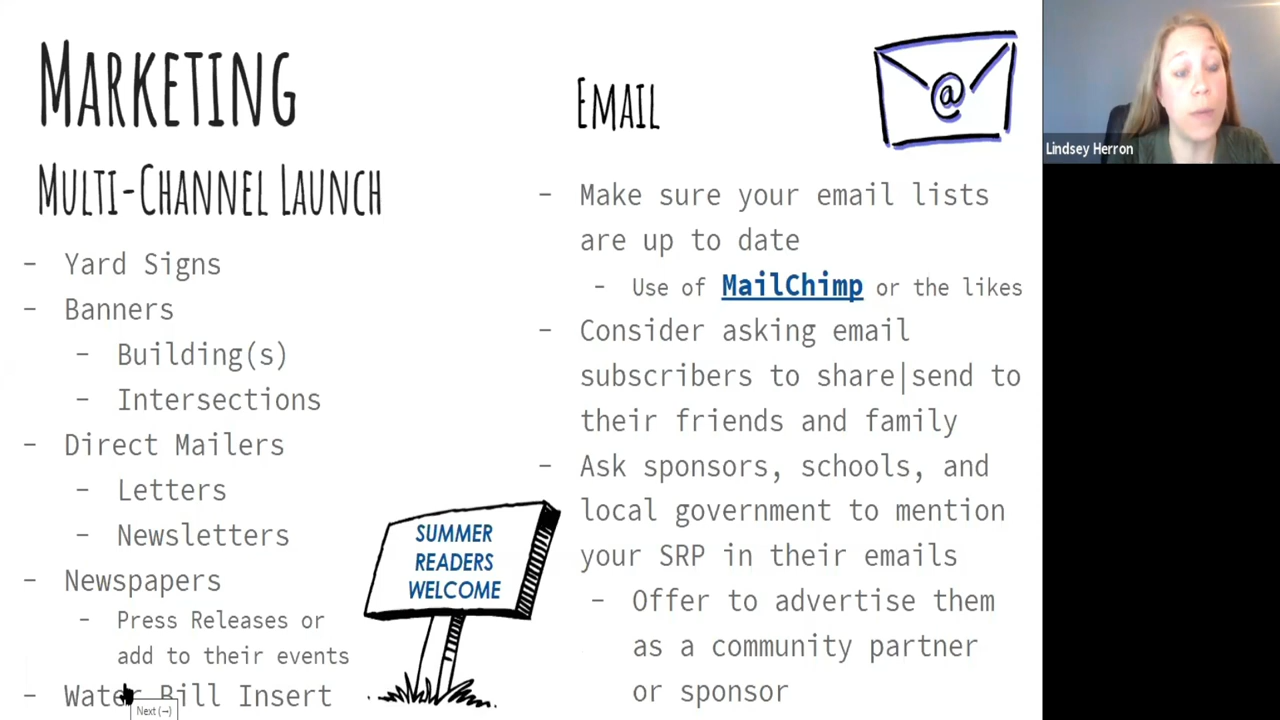 Marketing
Multi-Channel Launch
- Yard Signs
- Banners
- Building(s)
- Intersections
- Direct Mailers
- Letters
- Newsletters
- Newspapers
- Press Releases or
add to their events
- Water Bill Insert
Next (→)
SUMMER
READERS
WELCOME
Email
@
- Make sure your email lists
are up to date
- Use of MailChimp or the likes
- Consider asking email
subscribers to share|send to
their friends and family
- Ask sponsors, schools, and
local government to mention
your SRP in their emails
- Offer to advertise them
as a community partner
or sponsor
Lindsey Herron